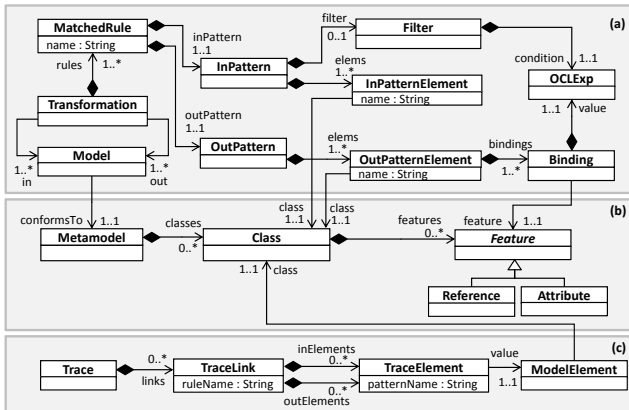 MatchedRule
name : String
rules
1..*
inPattern
1..1
InPattern
filter
0..1
Filter
(a)
elems
1..*
InPatternElement
name : String
condition
1..1
OCLExp
1..1
value
Transformation
outPattern
1..1
OutPattern
elems
1..*
OutPatternElement
name : String
bindings
1..*
Binding
Model
1..*
in
1..*
out
conformsTo
1..1
Metamodel
classes
0..*
class
1..1
class
1..1
Class
1..1
class
features
0..*
feature
1..1
(b)
Feature
Reference
Attribute
(c)
Trace
0..*
links
TraceLink
ruleName : String
inElements
0..*
0..*
outElements
TraceElement
patternName : String
value
1..1
ModelElement